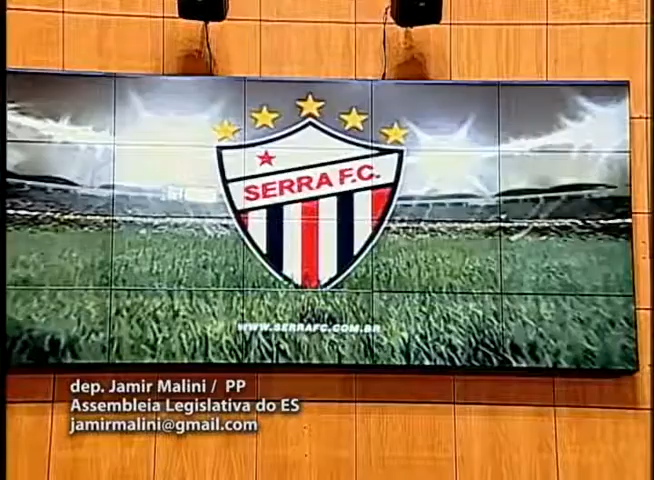 SERRA F.C.
WWW.SERRAFC.COM.BR
dep. Jamir Malini / PP
Assembleia Legislativa do ES
jamirmalini@gmail.com